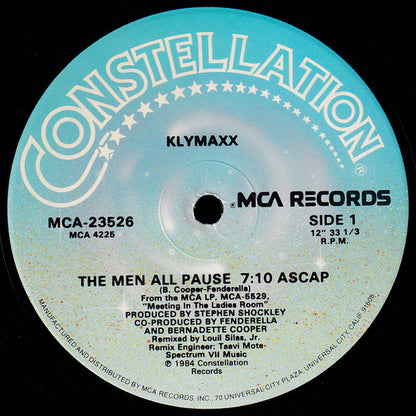 CONSTELLATION
®
KLYMAXX
MCA-23526
MCA 4225
MCA RECORDS
SIDE 1
12" 33 1/3
R.P.M.
THE MEN ALL PAUSE 7:10 ASCAP
(B. Cooper-Fenderella)
From the MCA LP, MCA-5529,
"Meeting In The Ladies Room"
PRODUCED BY STEPHEN SHOCKLEY
CO-PRODUCED BY FENDERELLA
AND BERNADETTE COOPER
Remixed by Louil Silas, Jr.
Remix Engineer: Taavi Mote
Spectrum VII Music
℗ 1984 Constellation
Records
MANUFACTURED AND DISTRIBUTED BY MCA RECORDS, INC., 70 UNIVERSAL CITY PLAZA, UNIVERSAL CITY, CALIF. 91608